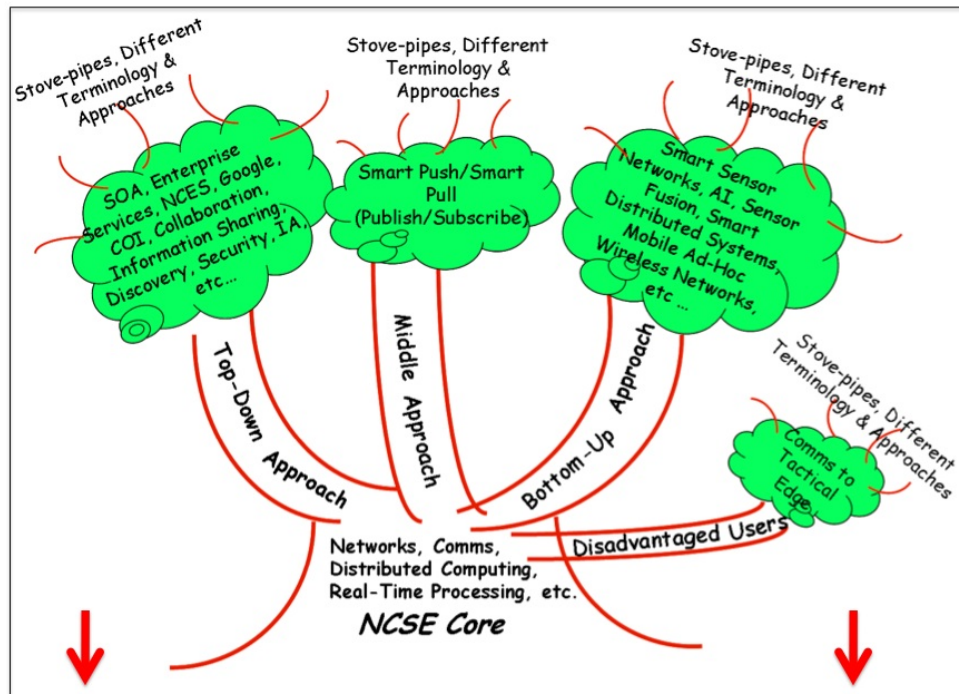 Stove-pipes, Different
Terminology &
Approaches
Stove-pipes, Different
Terminology &
Approaches
Stove-pipes, Different
Terminology &
Approaches
SOA, Enterprise
Services, NCES, Google,
COI, Collaboration,
Information Sharing,
Discovery, Security, IA,
etc...
Smart Push/Smart
Pull
(Publish/Subscribe)
Smart Sensor
Networks, AI, Sensor
Fusion, Smart
Distributed Systems,
Mobile Ad-Hoc
Wireless Networks,
etc ...
Top-Down Approach
Middle Approach
Bottom-Up Approach
Stove-pipes, Different
Terminology & Approaches
Comms to
Tactical
Edge
Disadvantaged Users
Networks, Comms,
Distributed Computing,
Real-Time Processing, etc.
NCSE Core